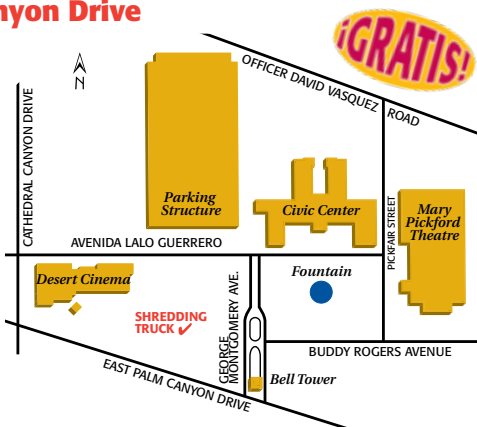 nyon Drive
¡GRATIS!
N
OFFICER DAVID VASQUEZ ROAD
CATHEDRAL CANYON DRIVE
Parking
Structure
Civic Center
PICKFAIR STREET
Mary
Pickford
Theatre
AVENIDA LALO GUERRERO
Desert Cinema
Fountain
SHREDDING
TRUCK ✓
GEORGE
MONTGOMERY AVE.
BUDDY ROGERS AVENUE
EAST PALM CANYON DRIVE
Bell Tower